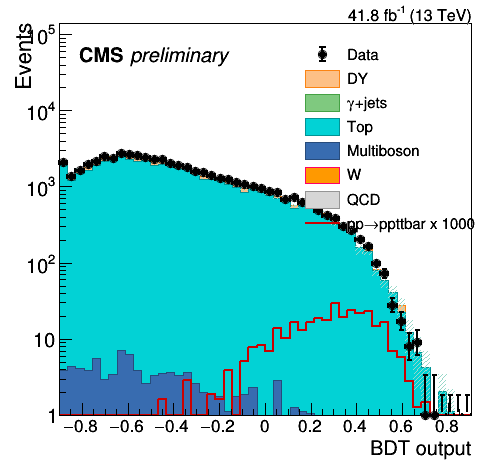 41.8 fb⁻¹ (13 TeV)
Events
CMS preliminary
Data
DY
γ+jets
Top
Multiboson
W
QCD
pp→ppttbar x 1000
10⁵
10⁴
10³
10²
10
1
−0.8 −0.6 −0.4 −0.2 0 0.2 0.4 0.6 0.8
BDT output